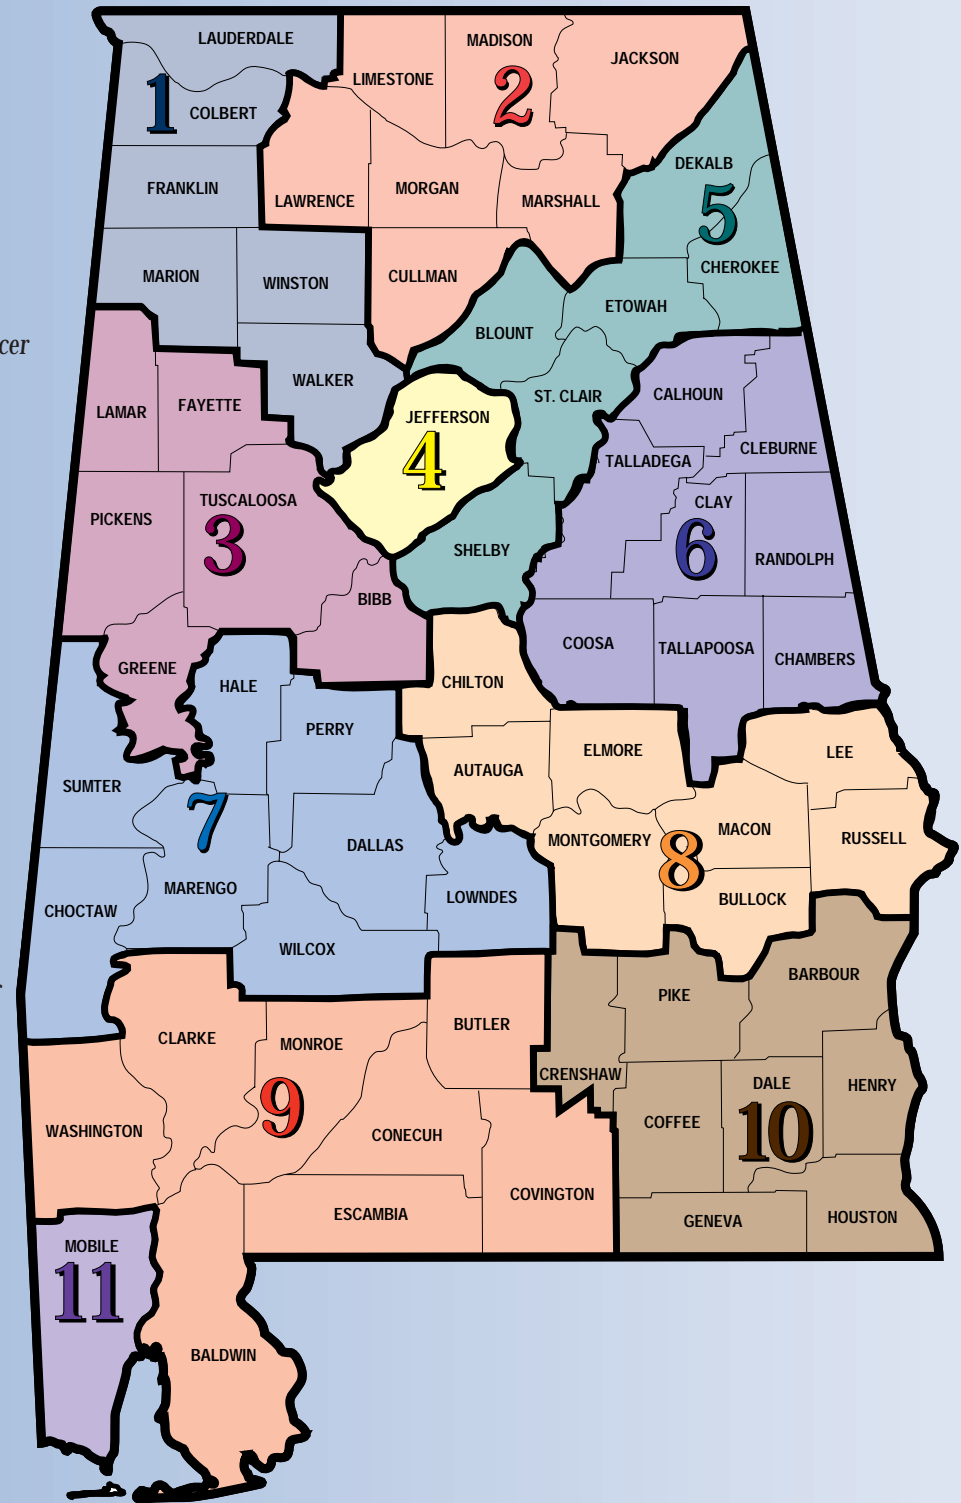 LAUDERDALE
MADISON
JACKSON
LIMESTONE
1
2
COLBERT
DEKALB
FRANKLIN
LAWRENCE
MORGAN
MARSHALL
5
CHEROKEE
MARION
WINSTON
CULLMAN
ETOWAH
BLOUNT
cer
WALKER
ST. CLAIR
CALHOUN
LAMAR
FAYETTE
JEFFERSON
4
CLEBURNE
TALLADEGA
PICKENS
TUSCALOOSA
CLAY
3
SHELBY
6
RANDOLPH
BIBB
COOSA
TALLAPOOSA
CHAMBERS
GREENE
HALE
CHILTON
PERRY
ELMORE
LEE
AUTAUGA
SUMTER
7
MACON
DALLAS
MONTGOMERY
8
RUSSELL
MARENGO
LOWNDES
BULLOCK
CHOCTAW
WILCOX
BARBOUR
PIKE
BUTLER
CLARKE
MONROE
CRENSHAW
DALE
HENRY
9
COFFEE
10
WASHINGTON
CONECUH
COVINGTON
ESCAMBIA
GENEVA
HOUSTON
MOBILE
11
BALDWIN